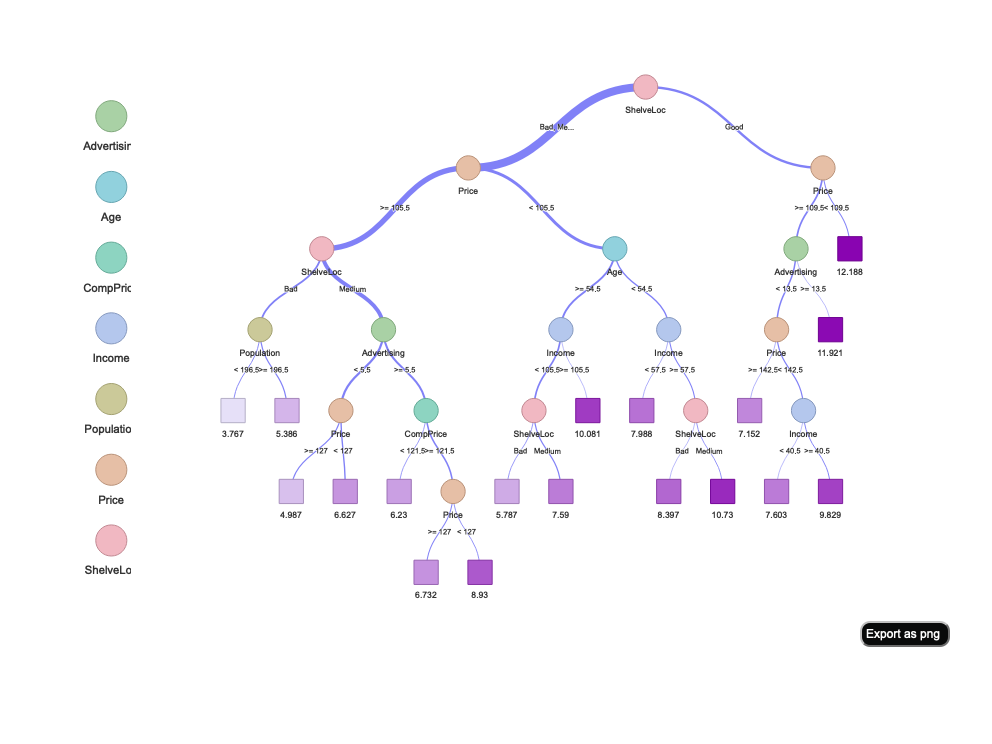 ShelveLoc
Bad, Me...
Good
Advertisin
Price
Price
>= 105,5
< 105,5
>= 109,5
< 109,5
Age
ShelveLoc
Age
Advertising
12.188
CompPric
Bad
Medium
>= 54,5
< 54,5
< 13,5
>= 13,5
Income
Population
Advertising
Income
Income
Price
11.921
< 196,5
>= 196,5
< 5,5
>= 5,5
< 105,5
>= 105,5
< 57,5
>= 57,5
>= 142,5
< 142,5
Populatio
3.767
5.386
Price
CompPrice
ShelveLoc
10.081
7.988
ShelveLoc
7.152
Income
>= 127
< 127
< 121,5
>= 121,5
Bad
Medium
Bad
Medium
< 40,5
>= 40,5
Price
4.987
6.627
6.23
Price
5.787
7.59
8.397
10.73
7.603
9.829
>= 127
< 127
ShelveLo
6.732
8.93
Export as png